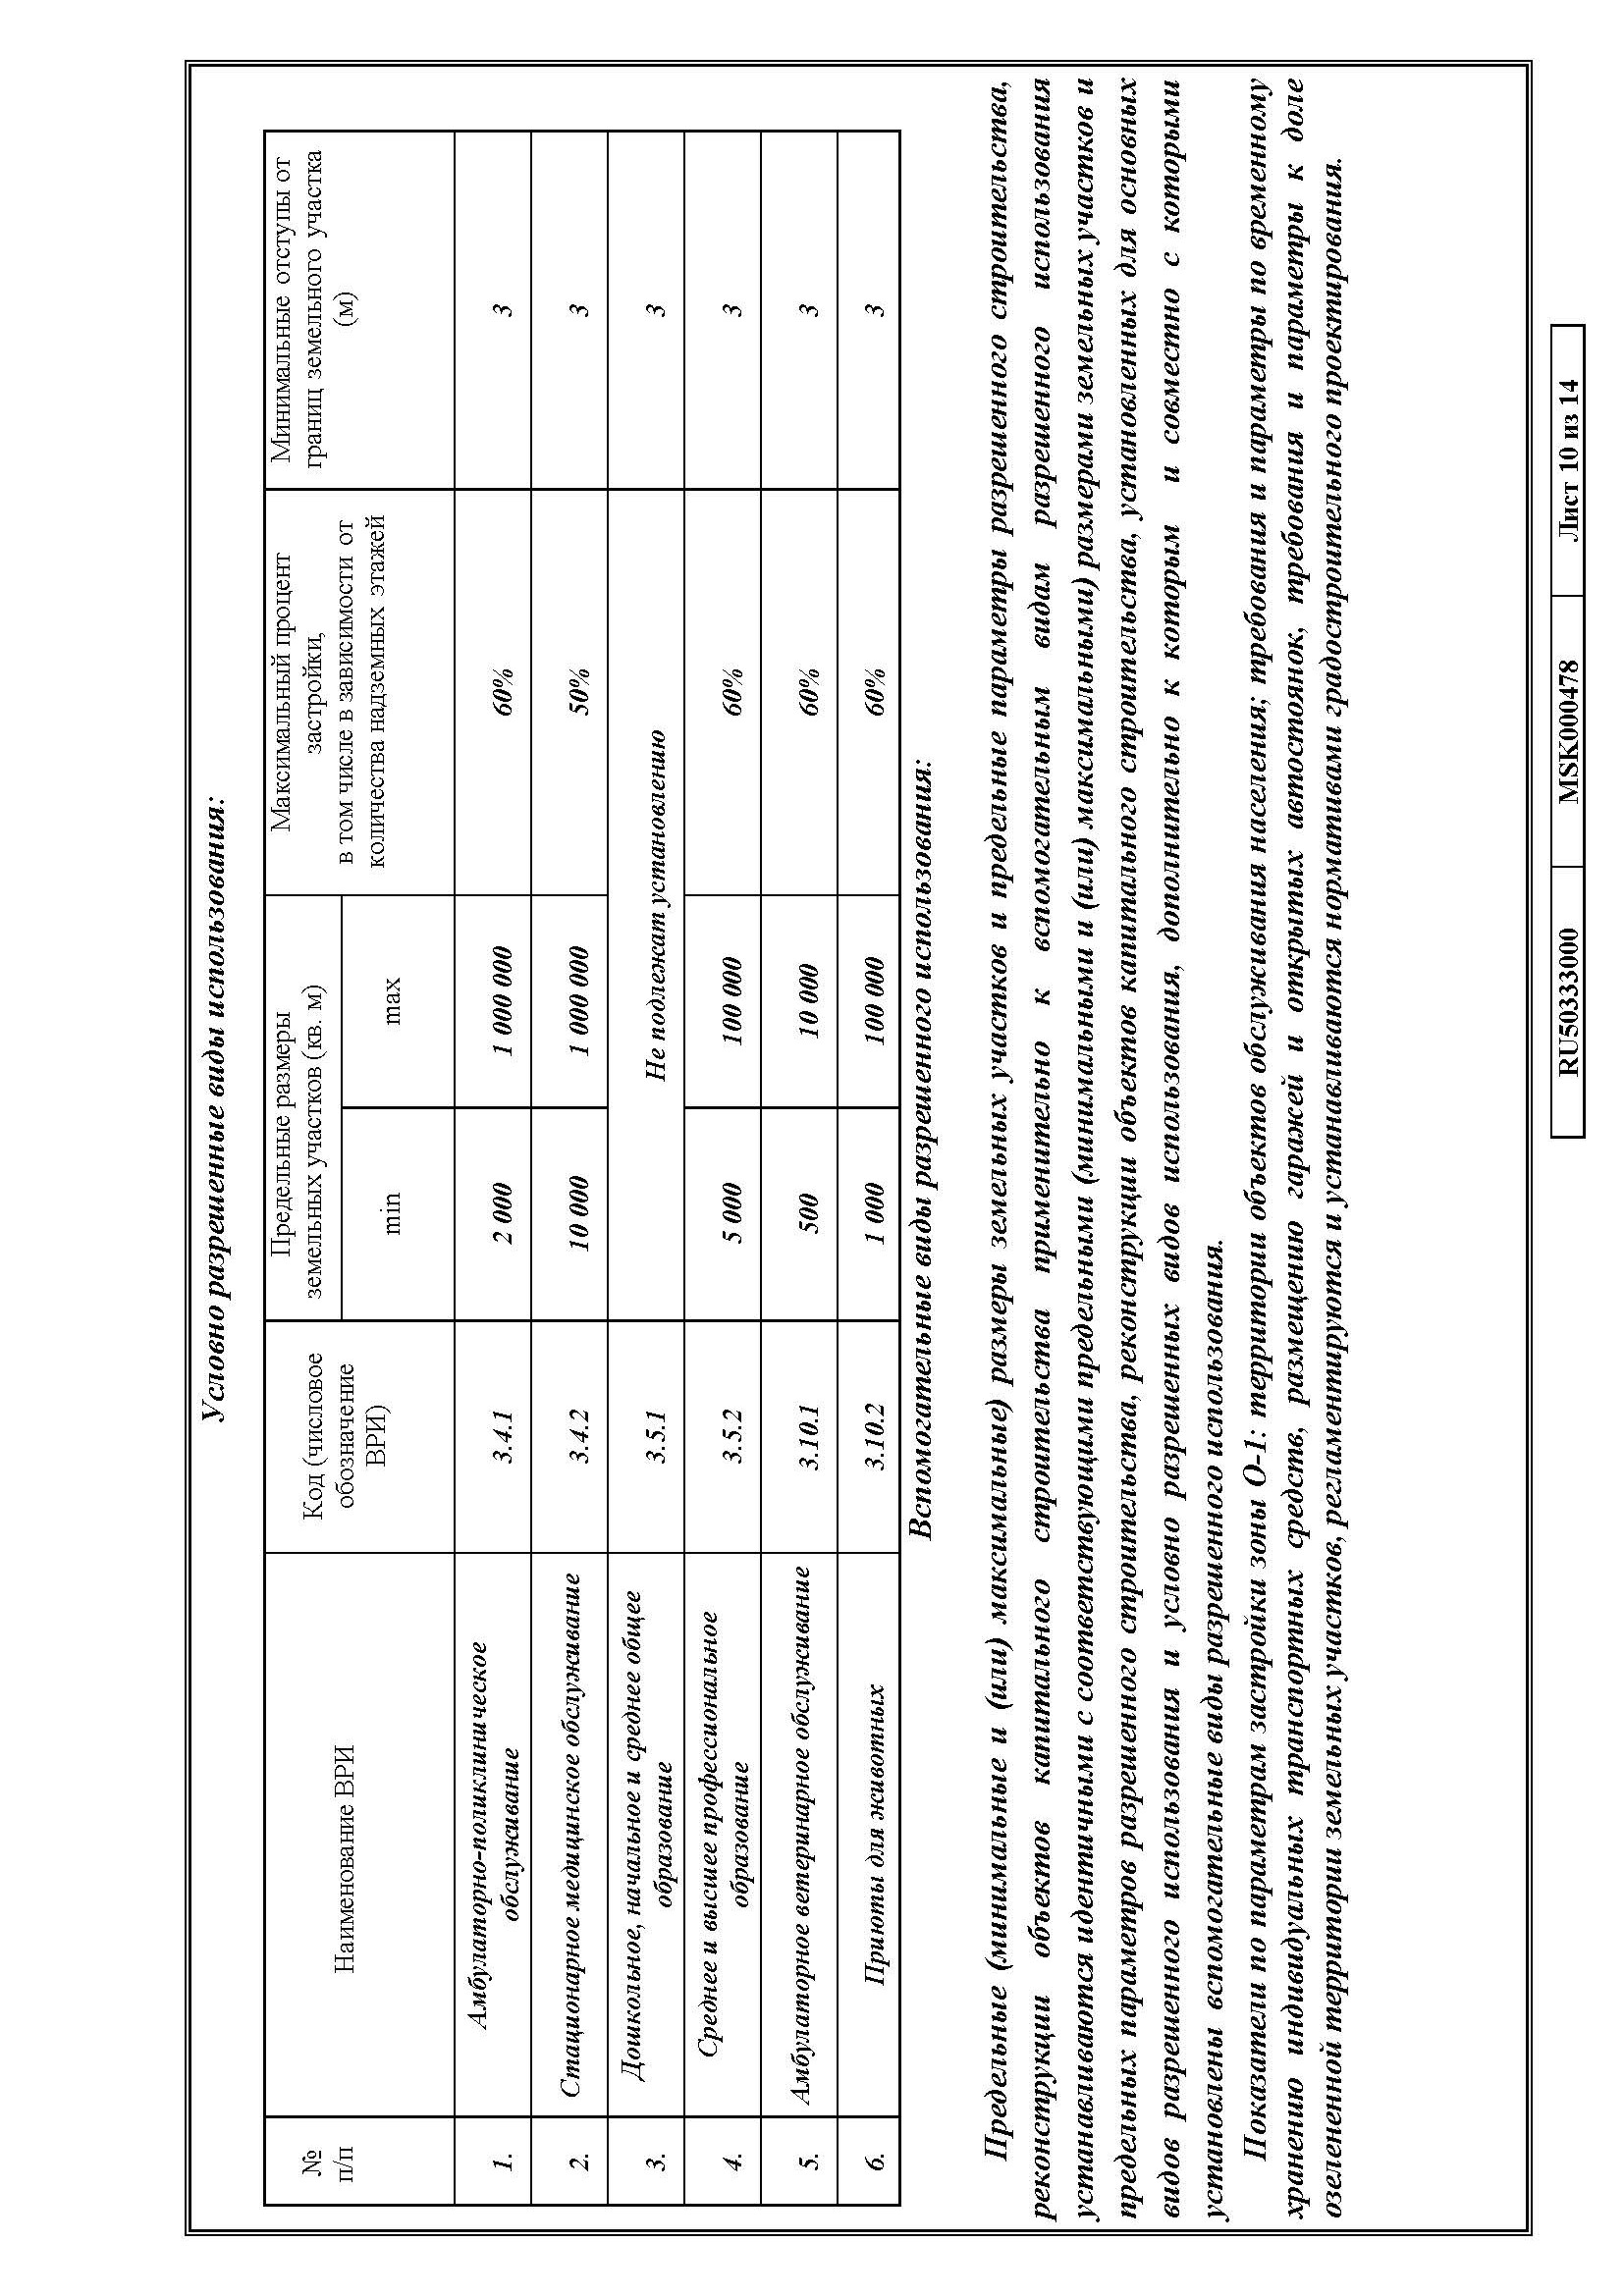 Условно разрешенные виды использования:
№ п/п
Наименование ВРИ
Код (числовое обозначение ВРИ)
Предельные размеры земельных участков (кв. м)
min
max
Максимальный процент застройки,
в том числе в зависимости от количества надземных этажей
Минимальные отступы от границ земельного участка (м)
1. Амбулаторно-поликлиническое обслуживание 3.4.1 2 000 1 000 000 60% 3
2. Стационарное медицинское обслуживание 3.4.2 10 000 1 000 000 50% 3
3. Дошкольное, начальное и среднее общее образование 3.5.1 Не подлежат установлению 3
4. Среднее и высшее профессиональное образование 3.5.2 5 000 100 000 60% 3
5. Амбулаторное ветеринарное обслуживание 3.10.1 500 10 000 60% 3
6. Приюты для животных 3.10.2 1 000 100 000 60% 3
Вспомогательные виды разрешенного использования:
Предельные (минимальные и (или) максимальные) размеры земельных участков и предельные параметры разрешенного строительства,
реконструкции объектов капитального строительства применительно к вспомогательным видам разрешенного использования
устанавливаются идентичными с соответствующими предельными (минимальными и (или) максимальными) размерами земельных участков и
предельных параметров разрешенного строительства, реконструкции объектов капитального строительства, установленных для основных
видов разрешенного использования и условно разрешенных видов использования, дополнительно к которым и совместно с которыми
установлены вспомогательные виды разрешенного использования.
Показатели по параметрам застройки зоны О-1: территории объектов обслуживания населения; требования и параметры по временному
хранению индивидуальных транспортных средств, размещению гаражей и открытых автостоянок, требования и параметры к доле
озелененной территории земельных участков, регламентируются и устанавливаются нормативами градостроительного проектирования.
RU50333000 MSK000478 Лист 10 из 14